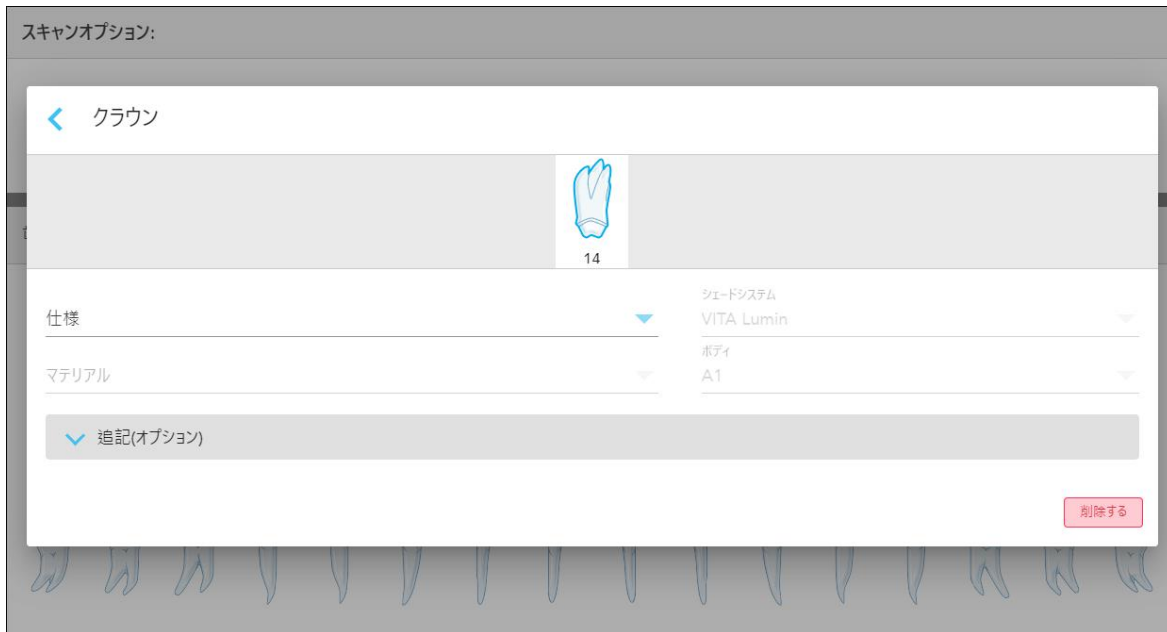 スキャンオプション:
クラウン
14
仕様
シェードシステム
VITA Lumin
マテリアル
ボディ
A1
追記(オプション)
削除する